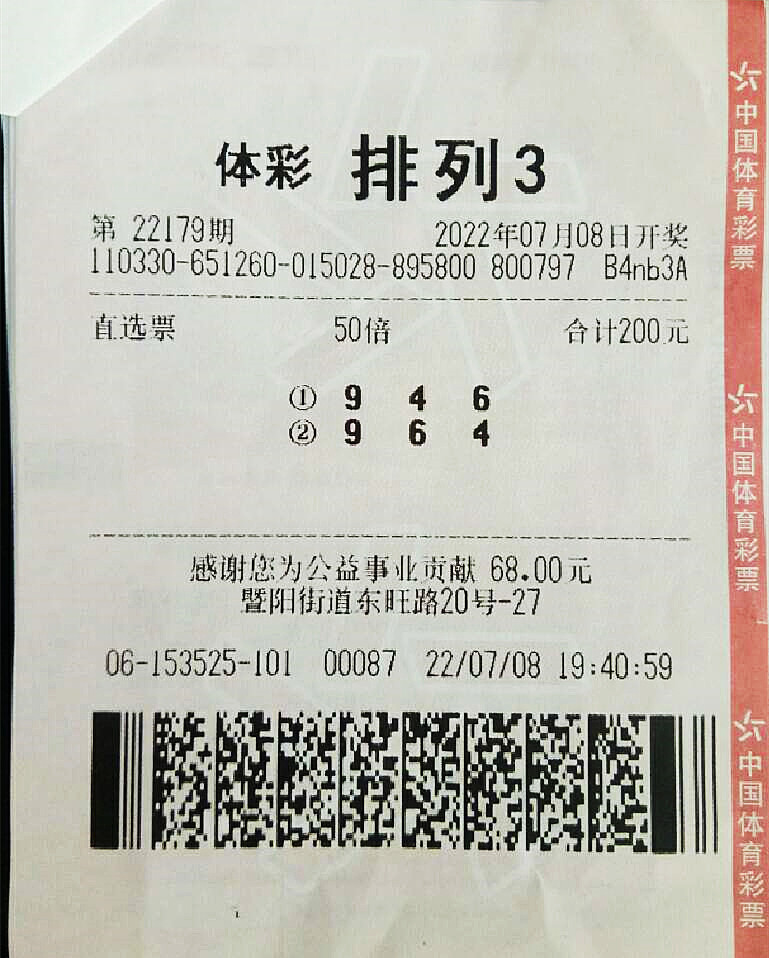 体彩 排列3
第 22179期 2022年07月08日开奖
110330-651260-015028-895800 800797 B4nb3A
直选票 50倍 合计200元
① 9 4 6
② 9 6 4
感谢您为公益事业贡献 68.00元
暨阳街道东旺路20号-27
06-153525-101 00087 22/07/08 19:40:59
中国体育彩票
中国体育彩票
中国体育彩票